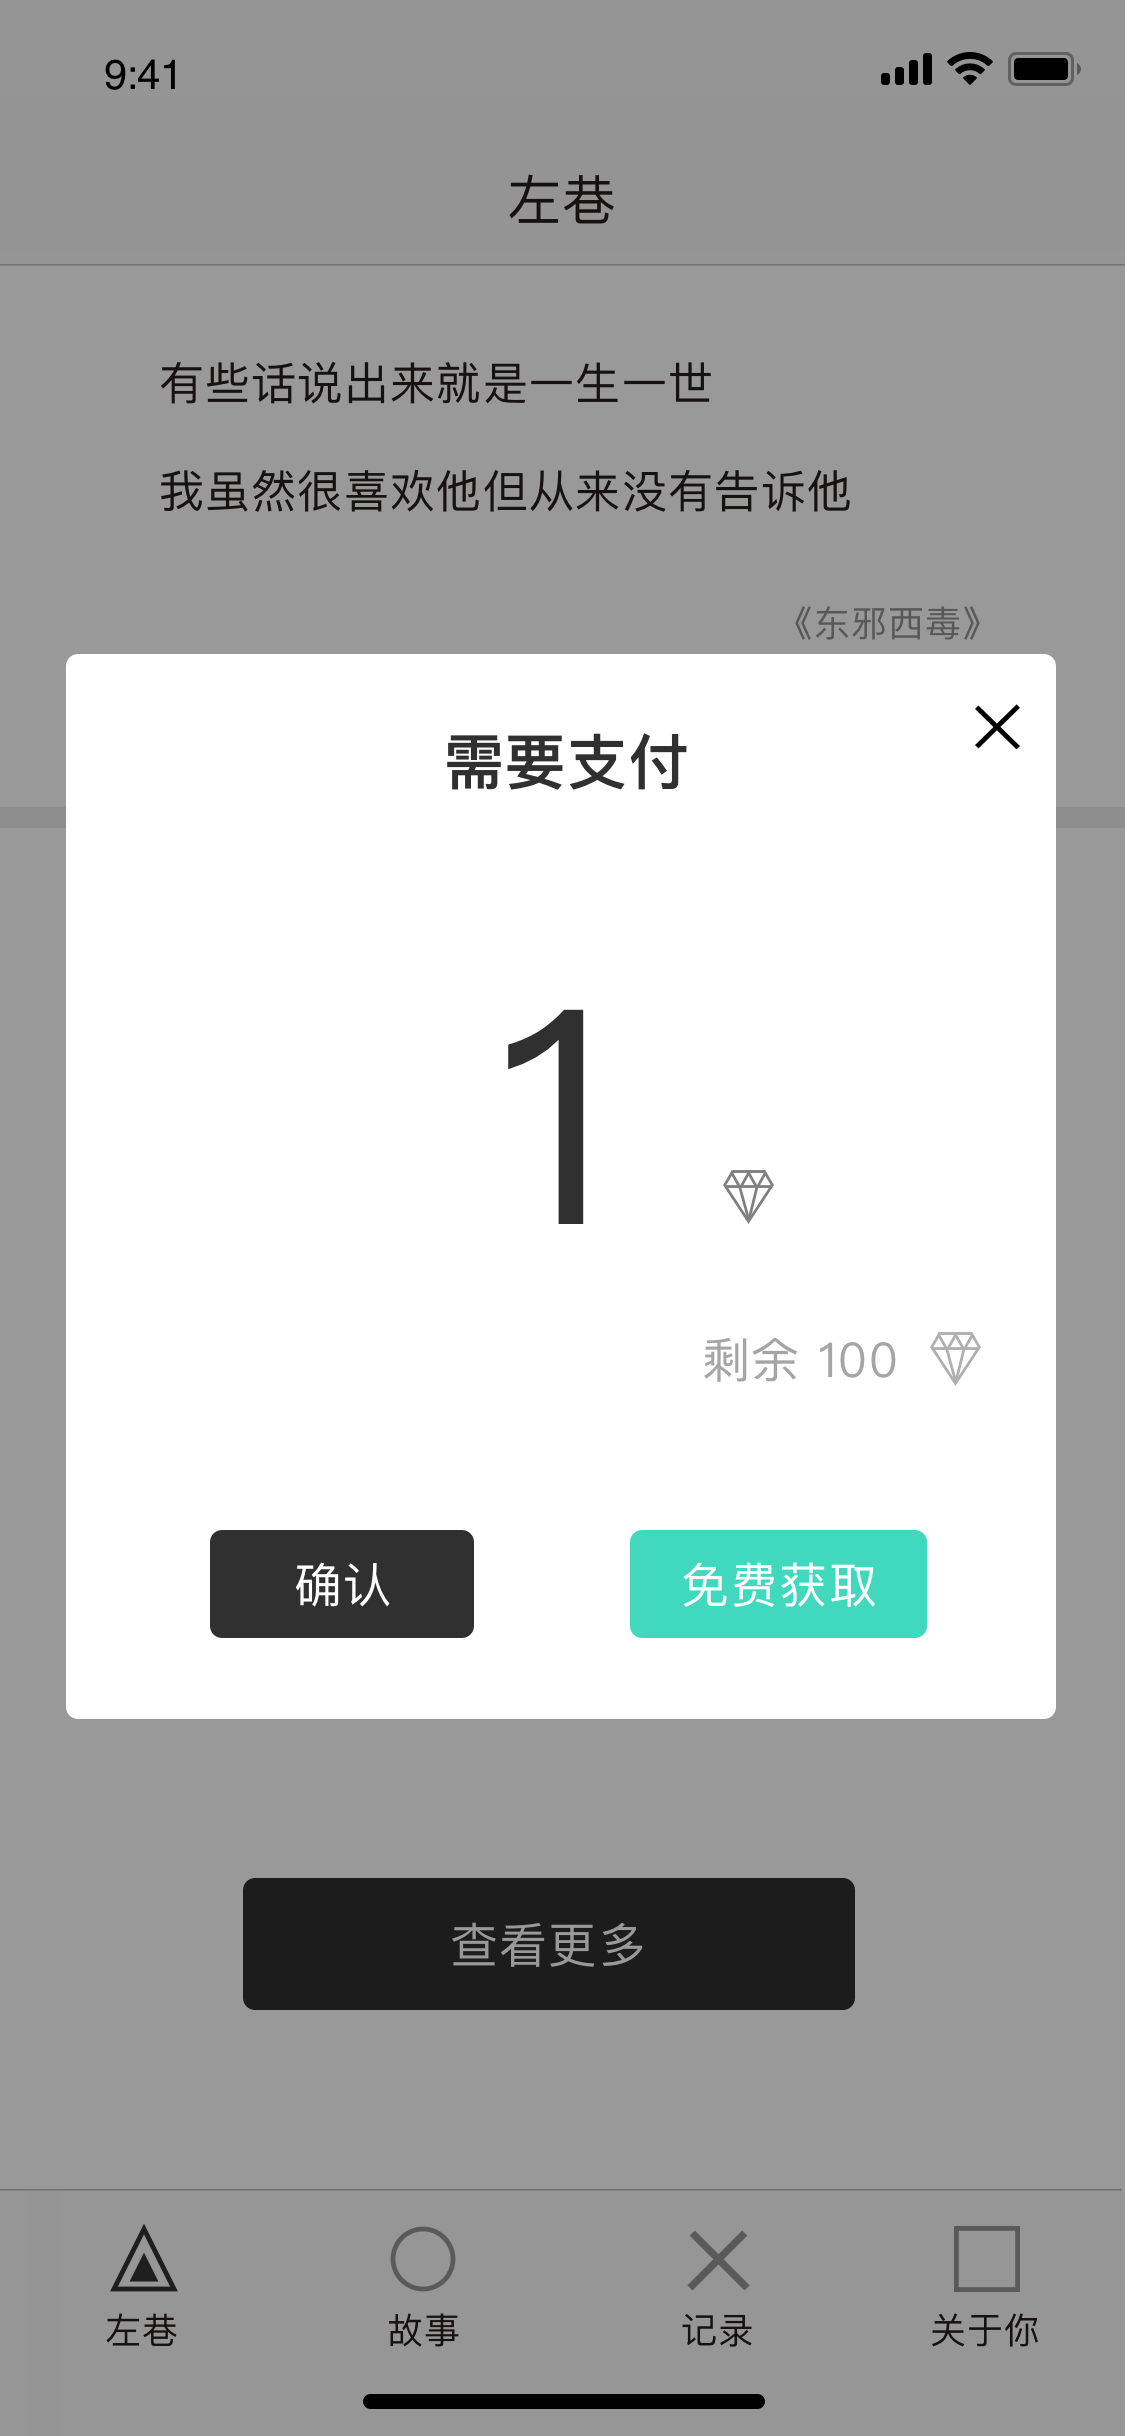 9:41
左巷
有些话说出来就是一生一世
我虽然很喜欢他但从来没有告诉他
《东邪西毒》
需要支付
1
剩余 100
确认
免费获取
查看更多
左巷
故事
记录
关于你